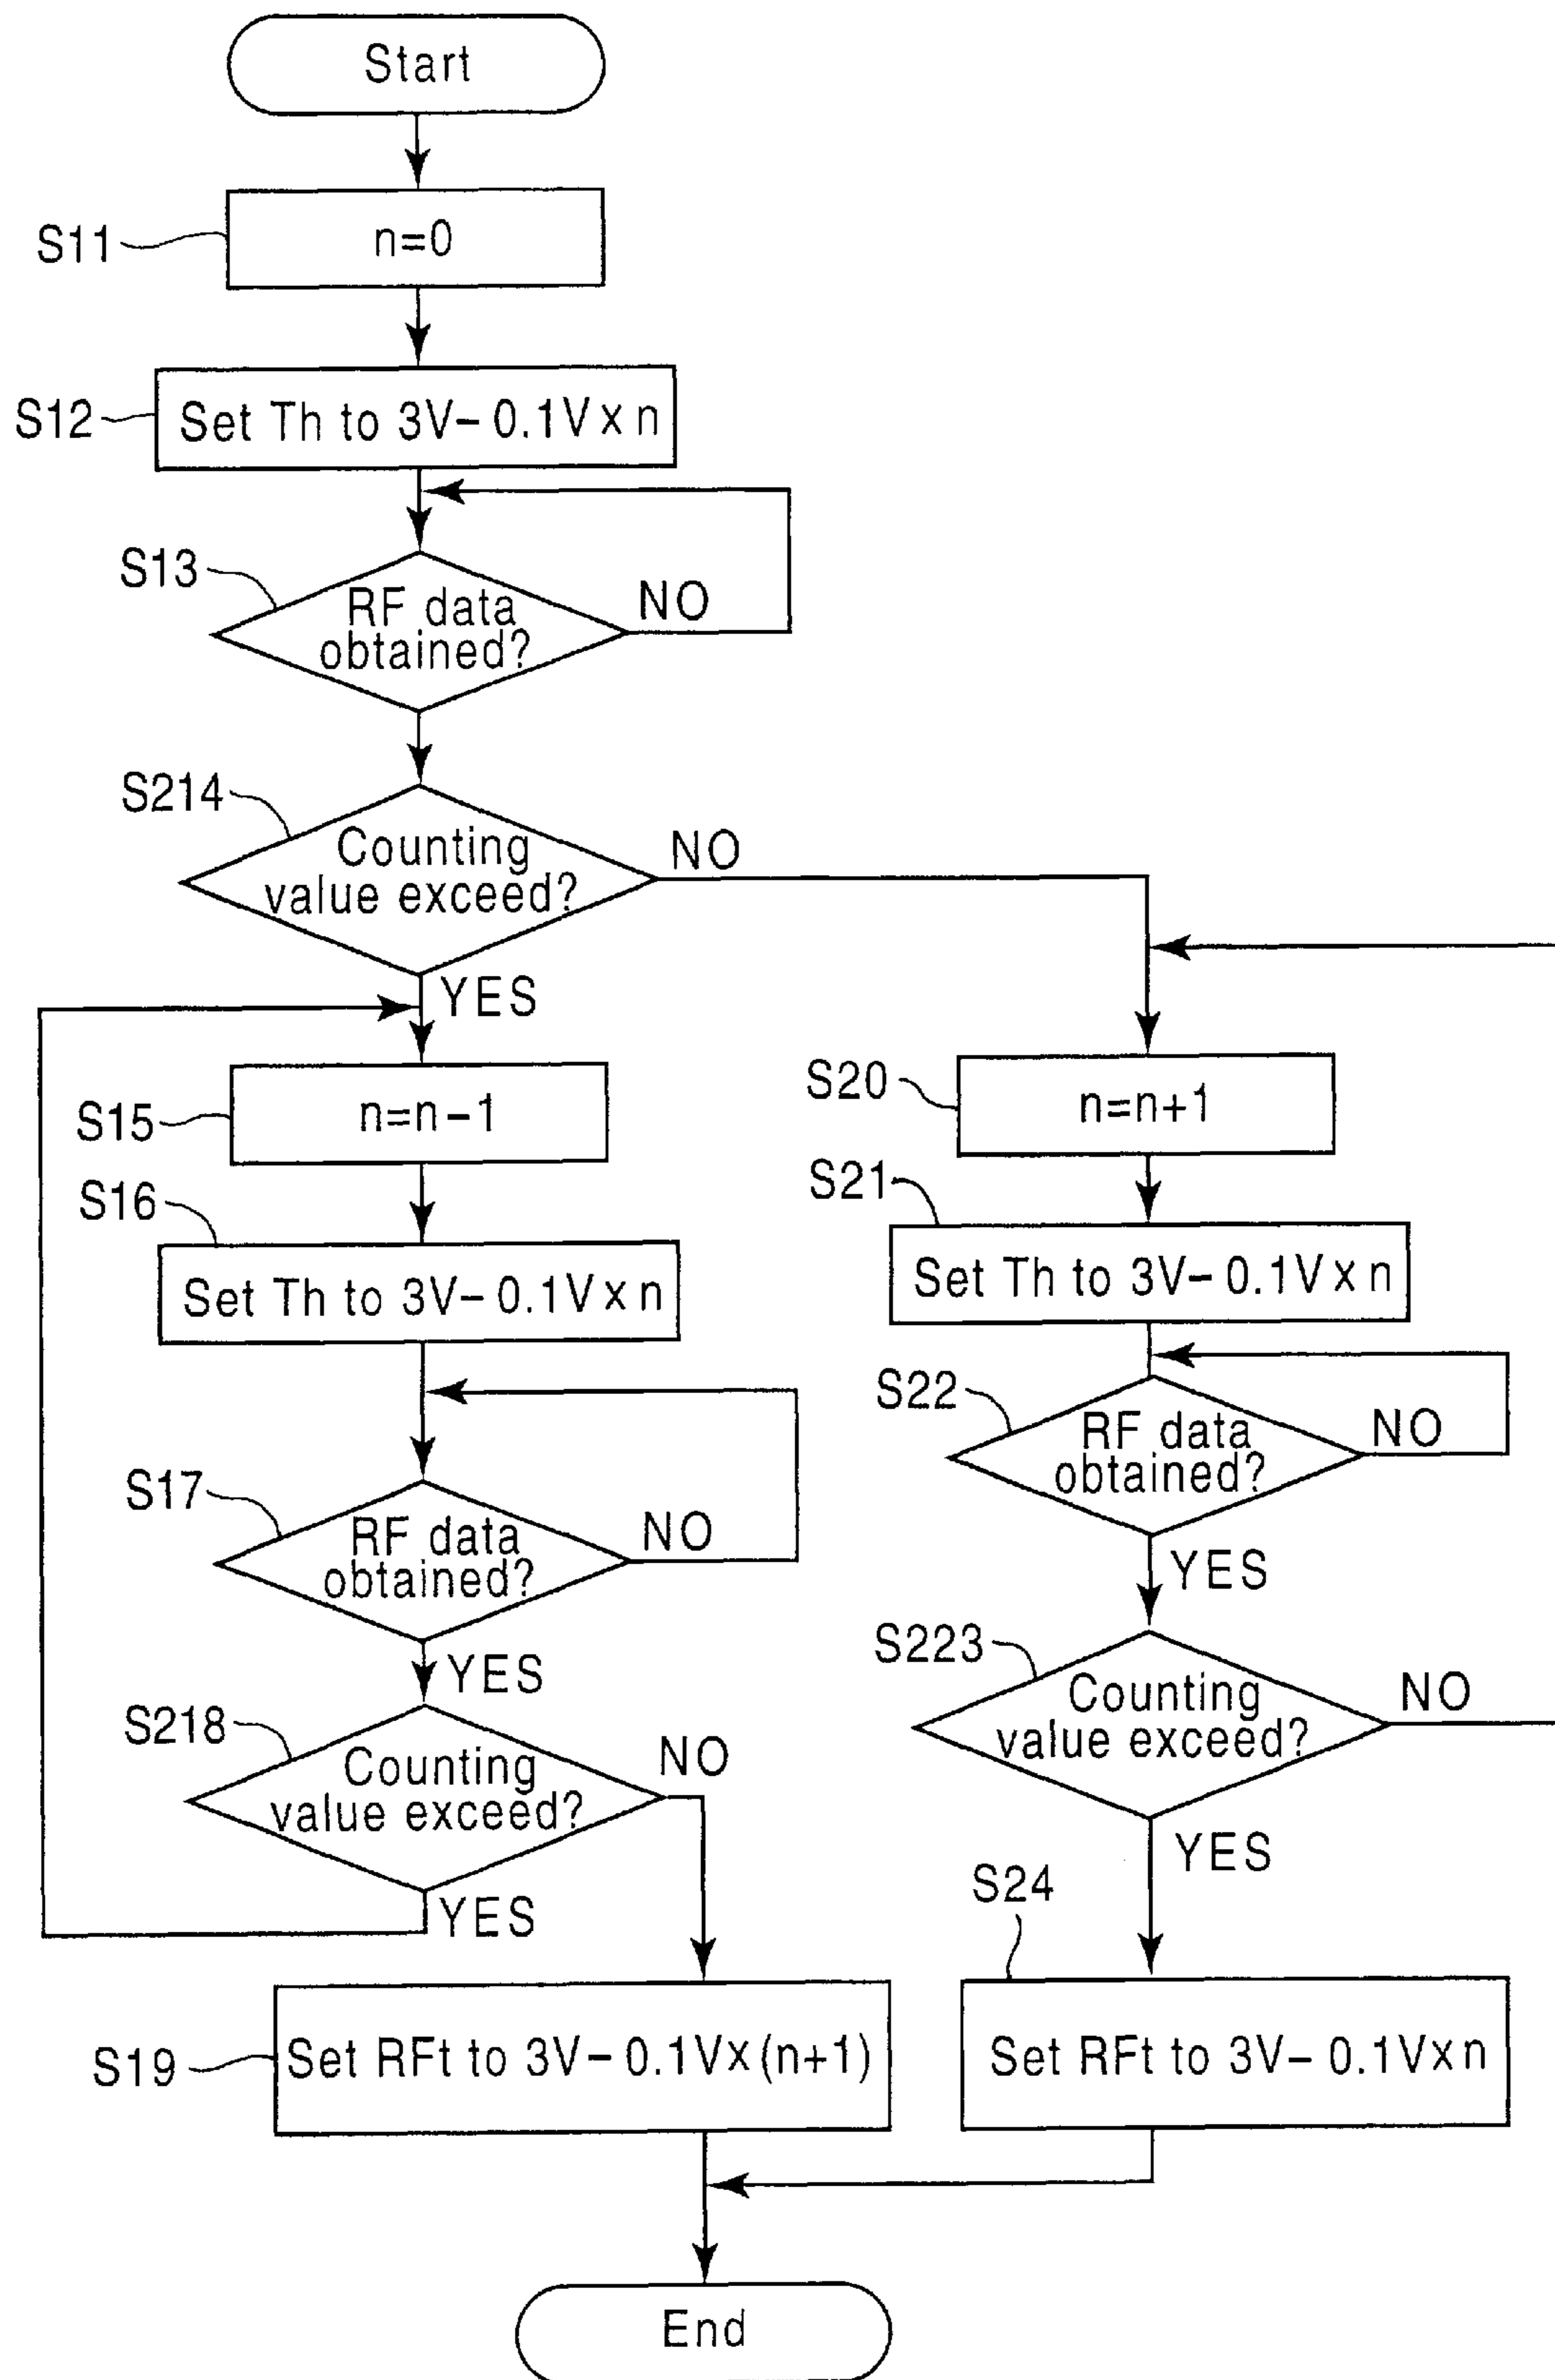 Start
S11
n=0
S12
Set Th to 3V– 0.1V x n
S13
RF data
obtained?
NO
S214
Counting
value exceed?
NO
YES
S15
n=n–1
S16
Set Th to 3V– 0.1V x n
S17
RF data
obtained?
NO
YES
S218
Counting
value exceed?
NO
YES
S19
Set RFt to 3V– 0.1Vx(n+1)
S20
n=n+1
S21
Set Th to 3V– 0.1V x n
S22
RF data
obtained?
NO
YES
S223
Counting
value exceed?
NO
YES
S24
Set RFt to 3V– 0.1Vxn
End